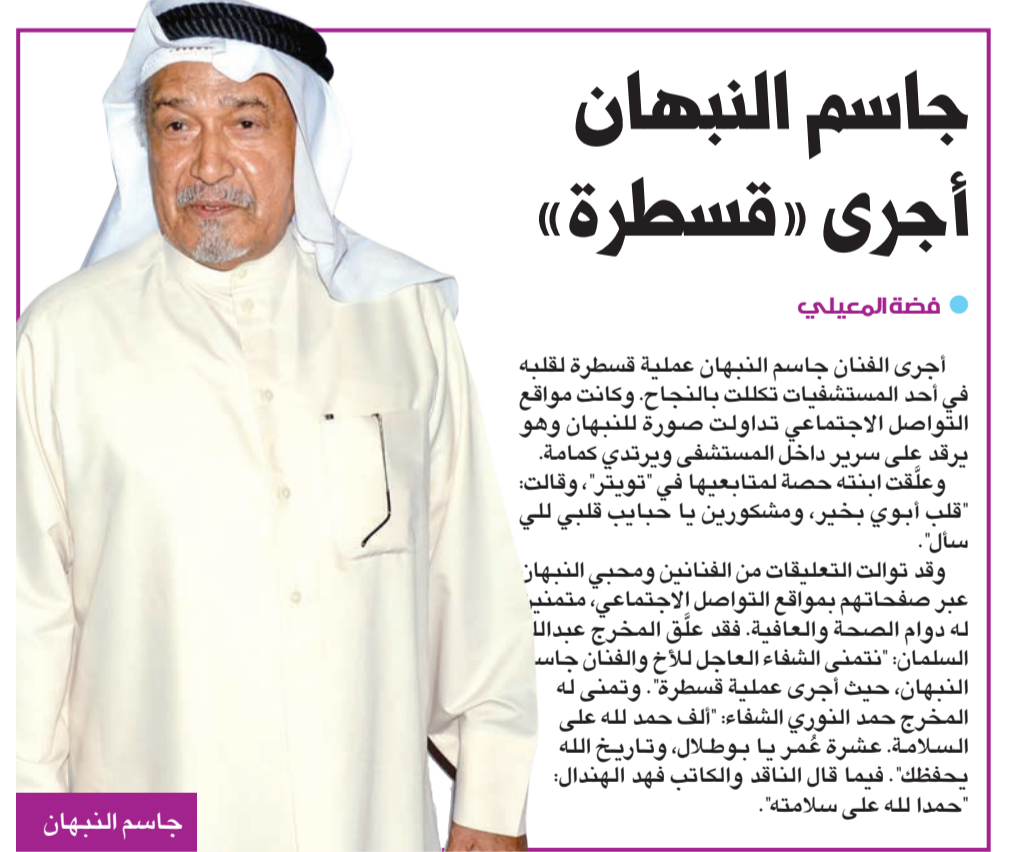 جاسم النبهان
أجرى «قسطرة»
فضة المعيلي
أجرى الفنان جاسم النبهان عملية قسطرة لقلبه
في أحد المستشفيات تكللت بالنجاح. وكانت مواقع
التواصل الاجتماعي تداولت صورة للنبهان وهو
يرقد على سرير داخل المستشفى ويرتدي كمامة.
وعلَّقت ابنته حصة لمتابعيها في "تويتر"، وقالت:
"قلب أبوي بخير، ومشكورين يا حبايب قلبي للي
سأل".
وقد توالت التعليقات من الفنانين ومحبي النبهان
عبر صفحاتهم بمواقع التواصل الاجتماعي، متمنين
له دوام الصحة والعافية. فقد علَّق المخرج
السلمان: "نتمنى الشفاء العاجل للأخ والفنان
النبهان، حيث أجرى عملية قسطرة". وتمنى له
المخرج حمد النوري الشفاء: "ألف حمد لله على
السلامة. عشرة عُمر يا بوطلال، وتاريخ الله
يحفظك". فيما قال الناقد والكاتب فهد الهندال:
"حمدا لله على سلامته".
جاسم النبهان